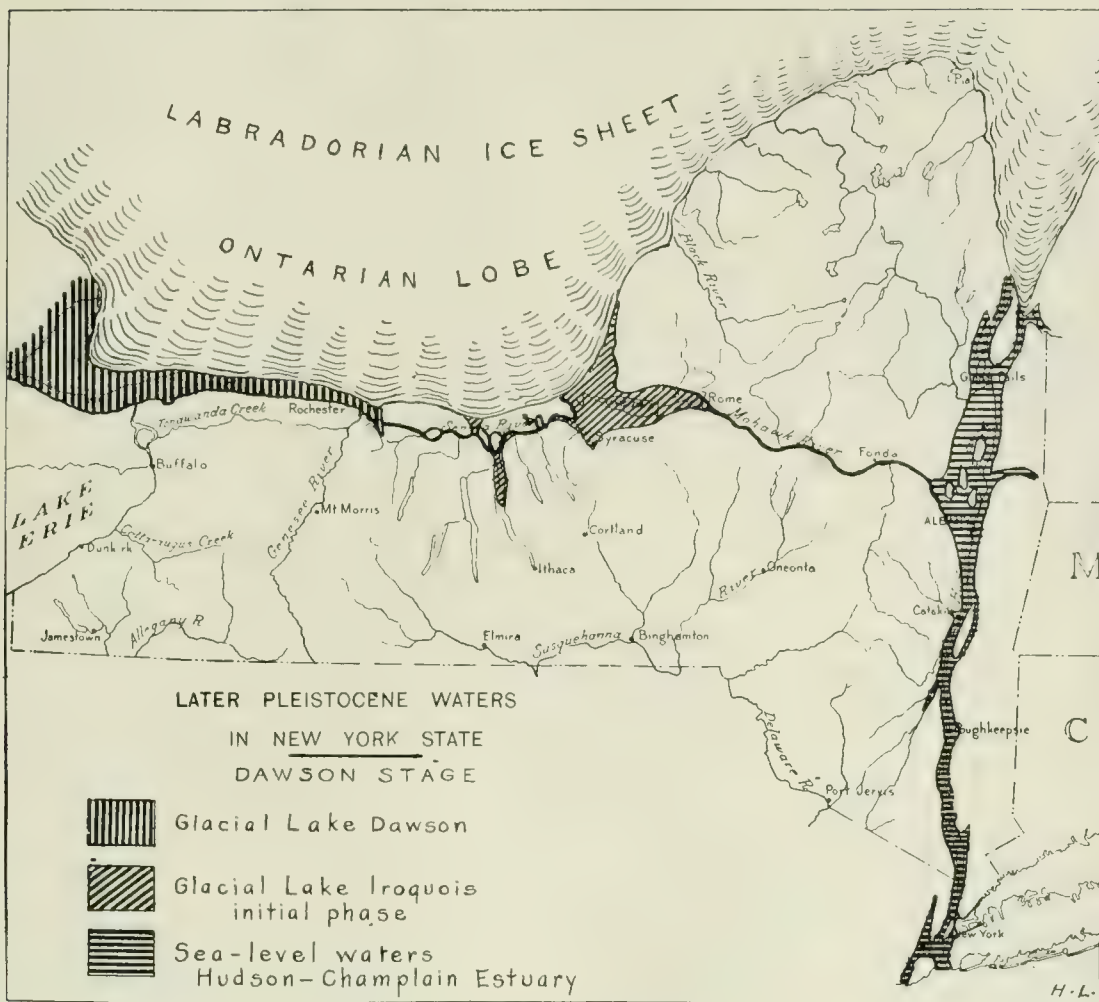 LABRADORIAN ICE SHEET
ONTARIAN LOBE
Black River
Glens Falls
Rome
Rochester
Tonawanda Creek
Syracuse
Mohawk River
Fonda
Buffalo
LAKE
ERIE
Genesee River
Mt Morris
Cortland
Dunkirk
Cattaraugus Creek
Ithaca
River
Oneonta
M
Jamestown
Allegany R.
Elmira
Susquehanna
Binghamton
Delaware R.
Poughkeepsie
C
Port Jervis
New York
LATER PLEISTOCENE WATERS
IN NEW YORK STATE
DAWSON STAGE
Glacial Lake Dawson
Glacial Lake Iroquois
initial phase
Sea-level waters
Hudson-Champlain Estuary
H.L.